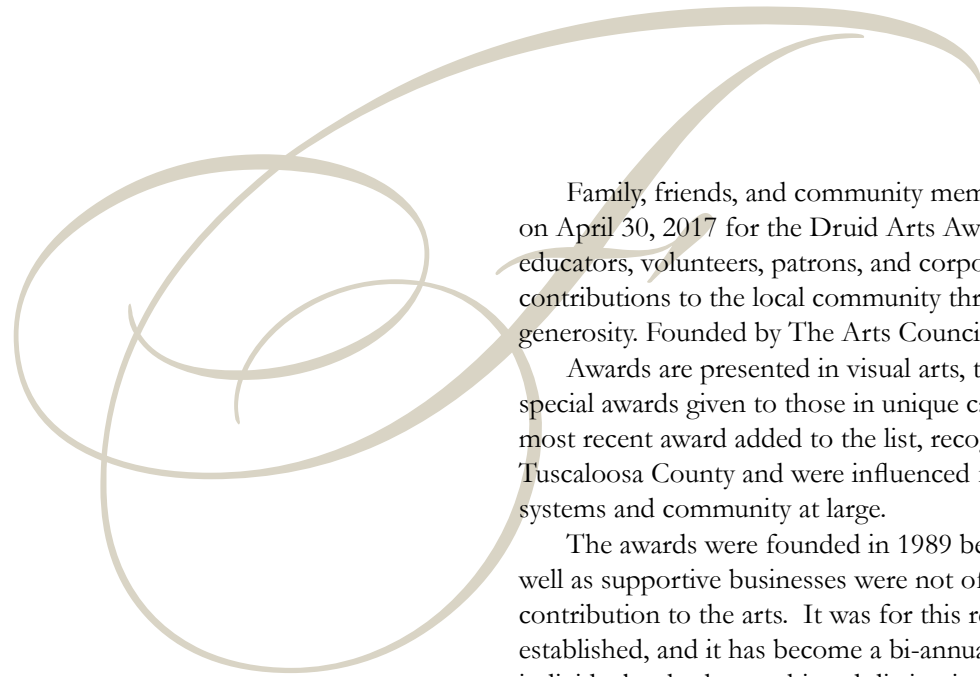 Family, friends, and community mem
on April 30, 2017 for the Druid Arts Aw
educators, volunteers, patrons, and corpo
contributions to the local community thr
generosity. Founded by The Arts Counci
Awards are presented in visual arts, t
special awards given to those in unique c
most recent award added to the list, reco
Tuscaloosa County and were influenced
systems and community at large.
The awards were founded in 1989 be
well as supportive businesses were not of
contribution to the arts. It was for this re
established, and it has become a bi-annua